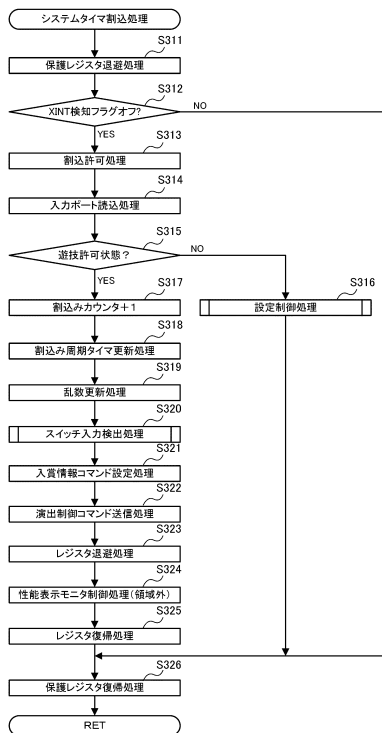 システムタイマ割込処理
S311
保護レジスタ退避処理
S312
XINT検知フラグオフ?
NO
YES
S313
割込許可処理
S314
入力ポート読込処理
S315
遊技許可状態？
NO
YES
S316
設定制御処理
S317
割込みカウンタ＋１
S318
割込み周期タイマ更新処理
S319
乱数更新処理
S320
スイッチ入力検出処理
S321
入賞情報コマンド設定処理
S322
演出制御コマンド送信処理
S323
レジスタ退避処理
S324
性能表示モニタ制御処理(領域外)
S325
レジスタ復帰処理
S326
保護レジスタ復帰処理
RET